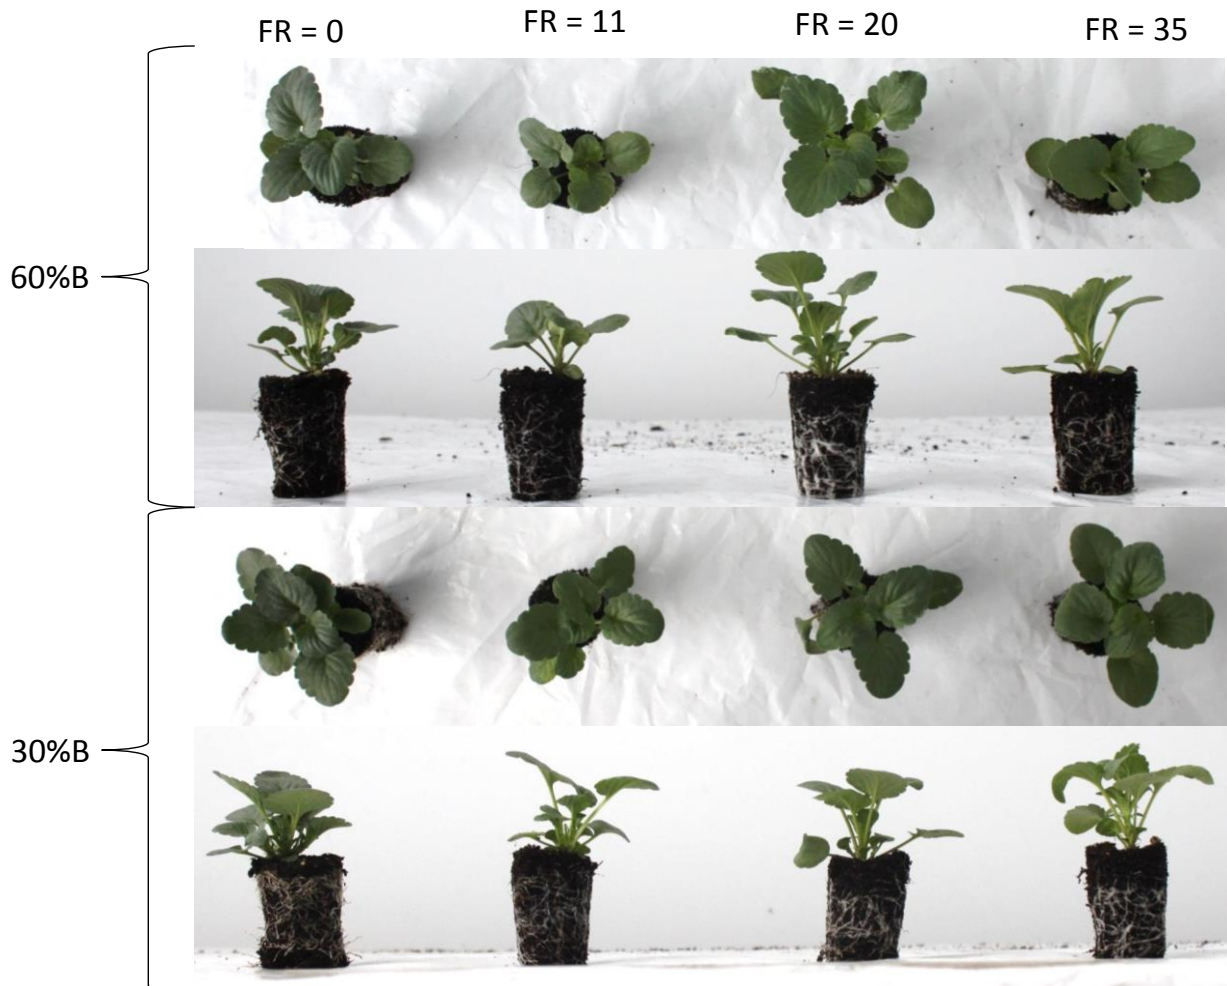 FR = 0
FR = 11
FR = 20
FR = 35
60%B
30%B